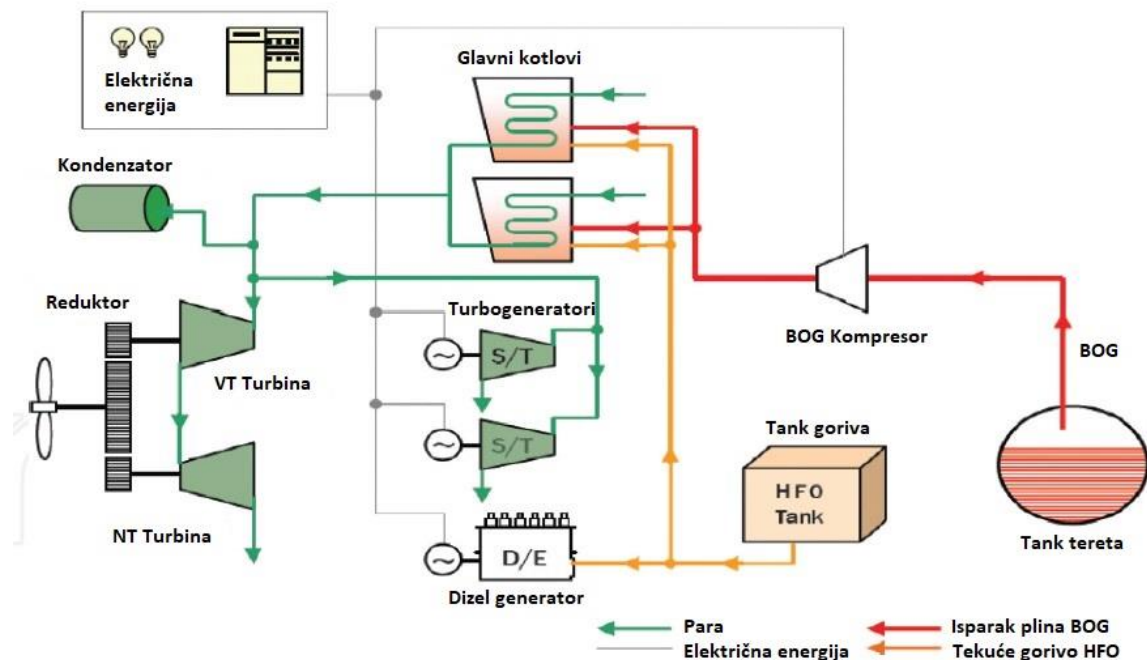 Električna
energija
Glavni kotlovi
Kondenzator
Reduktor
VT Turbina
Turbogeneratori
S/T
S/T
BOG Kompresor
BOG
NT Turbina
D/E
Dizel generator
Tank goriva
HFO
Tank
Tank tereta
Para
Isparak plina BOG
Električna energija
Tekuće gorivo HFO